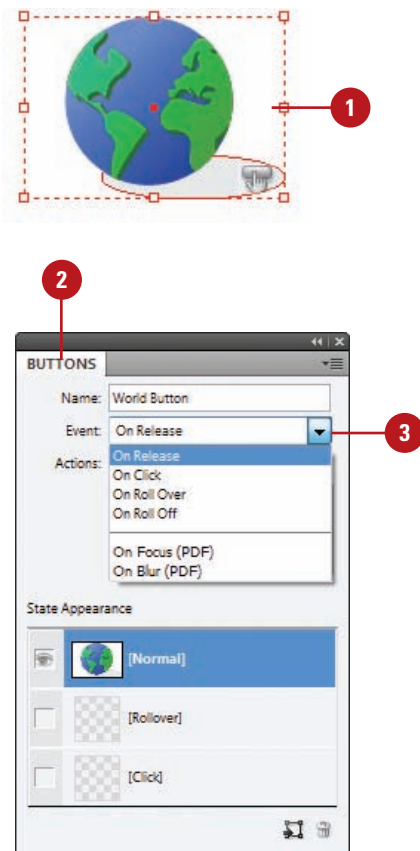 1
2
BUTTONS
Name: World Button
Event: On Release
3
Actions:
On Release
On Click
On Roll Over
On Roll Off
On Focus (PDF)
On Blur (PDF)
State Appearance
[Normal]
[Rollover]
[Click]